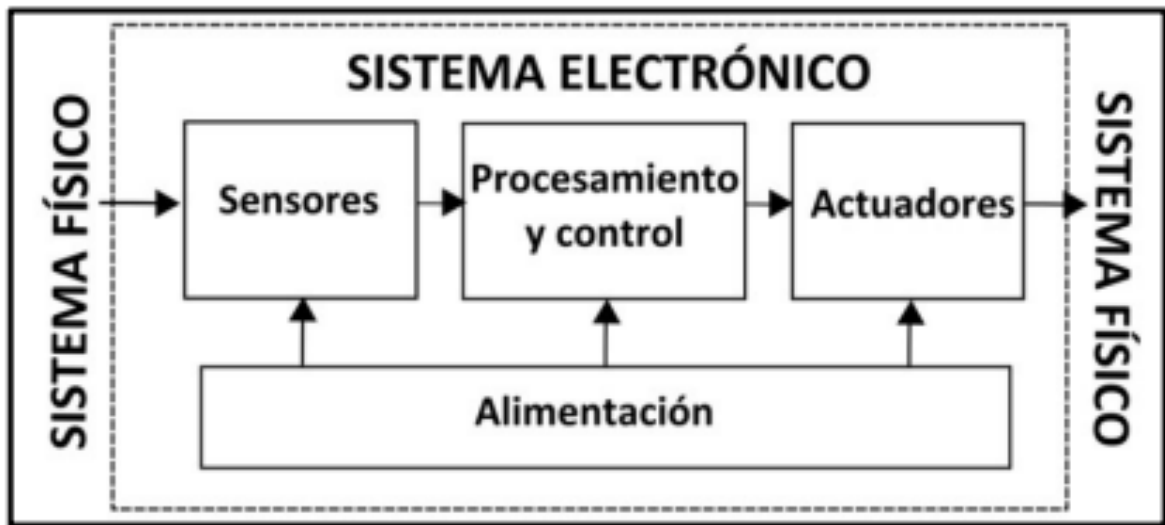 SISTEMA ELECTRÓNICO
SISTEMA FÍSICO
Sensores
Procesamiento
y control
Actuadores
SISTEMA FÍSICO
Alimentación